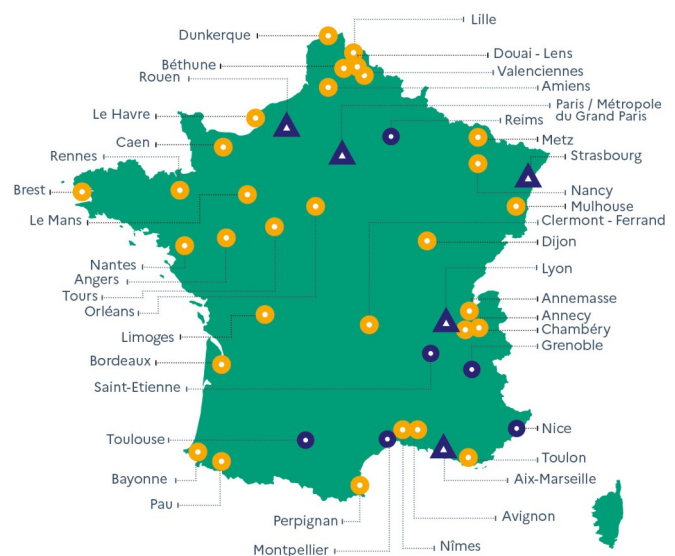 Lille
Dunkerque
Douai - Lens
Béthune
Valenciennes
Rouen
Amiens
Paris / Métropole
du Grand Paris
Le Havre
Reims
Caen
Metz
Rennes
Strasbourg
Brest
Nancy
Mulhouse
Le Mans
Clermont - Ferrand
Dijon
Nantes
Lyon
Angers
Tours
Annemasse
Orléans
Annecy
Chambéry
Limoges
Grenoble
Bordeaux
Saint-Etienne
Nice
Toulouse
Toulon
Bayonne
Aix-Marseille
Pau
Avignon
Perpignan
Nîmes
Montpellier